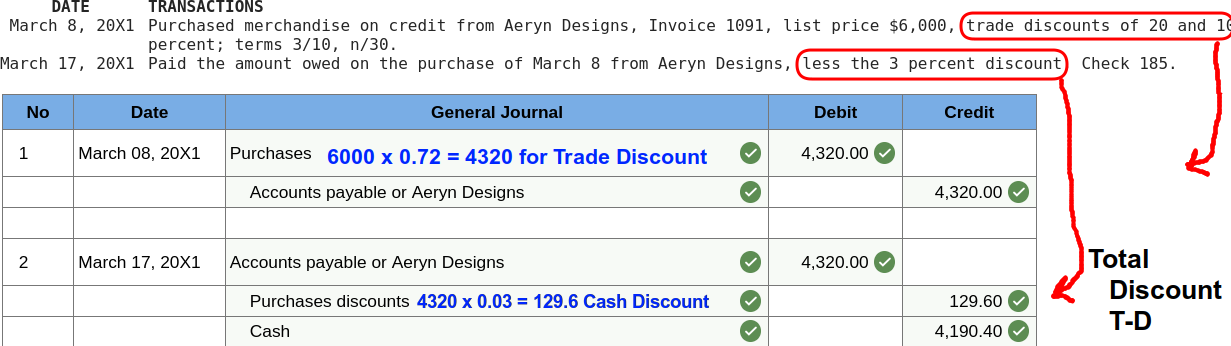 DATE TRANSACTIONS
March 8, 20X1 Purchased merchandise on credit from Aeryn Designs, Invoice 1091, list price $6,000, trade discounts of 20 and 10
percent; terms 3/10, n/30.
March 17, 20X1 Paid the amount owed on the purchase of March 8 from Aeryn Designs, less the 3 percent discount Check 185.
No Date General Journal Debit Credit
1 March 08, 20X1 Purchases 6000 x 0.72 = 4320 for Trade Discount 4,320.00
Accounts payable or Aeryn Designs 4,320.00
2 March 17, 20X1 Accounts payable or Aeryn Designs 4,320.00
Total
Purchases discounts 4320 x 0.03 = 129.6 Cash Discount 129.60
Discount
T-D
Cash 4,190.40